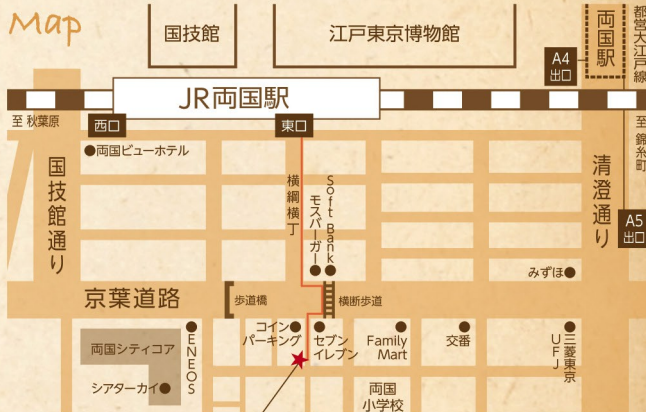 Map
国技館
江戸東京博物館
両国駅
都営大江戸線
A4
出口
JR両国駅
至 秋葉原
西口
東口
至 錦糸町
両国ビューホテル
国技館通り
横綱横丁
モスバーガー
Soft Bank
清澄通り
A5
出口
みずほ
京葉道路
歩道橋
横断歩道
コイン
パーキング
セブン
イレブン
Family
Mart
交番
三菱東京
UFJ
ENEOS
両国シティコア
シアターカイ
両国
小学校